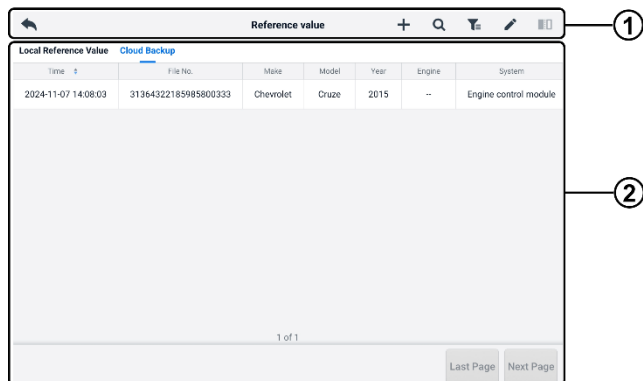 Reference value
1
Local Reference Value Cloud Backup
Time File No. Make Model Year Engine System
2024-11-07 14:08:03 31364322185985800333 Chevrolet Cruze 2015 -- Engine control module
2
1 of 1
Last Page Next Page